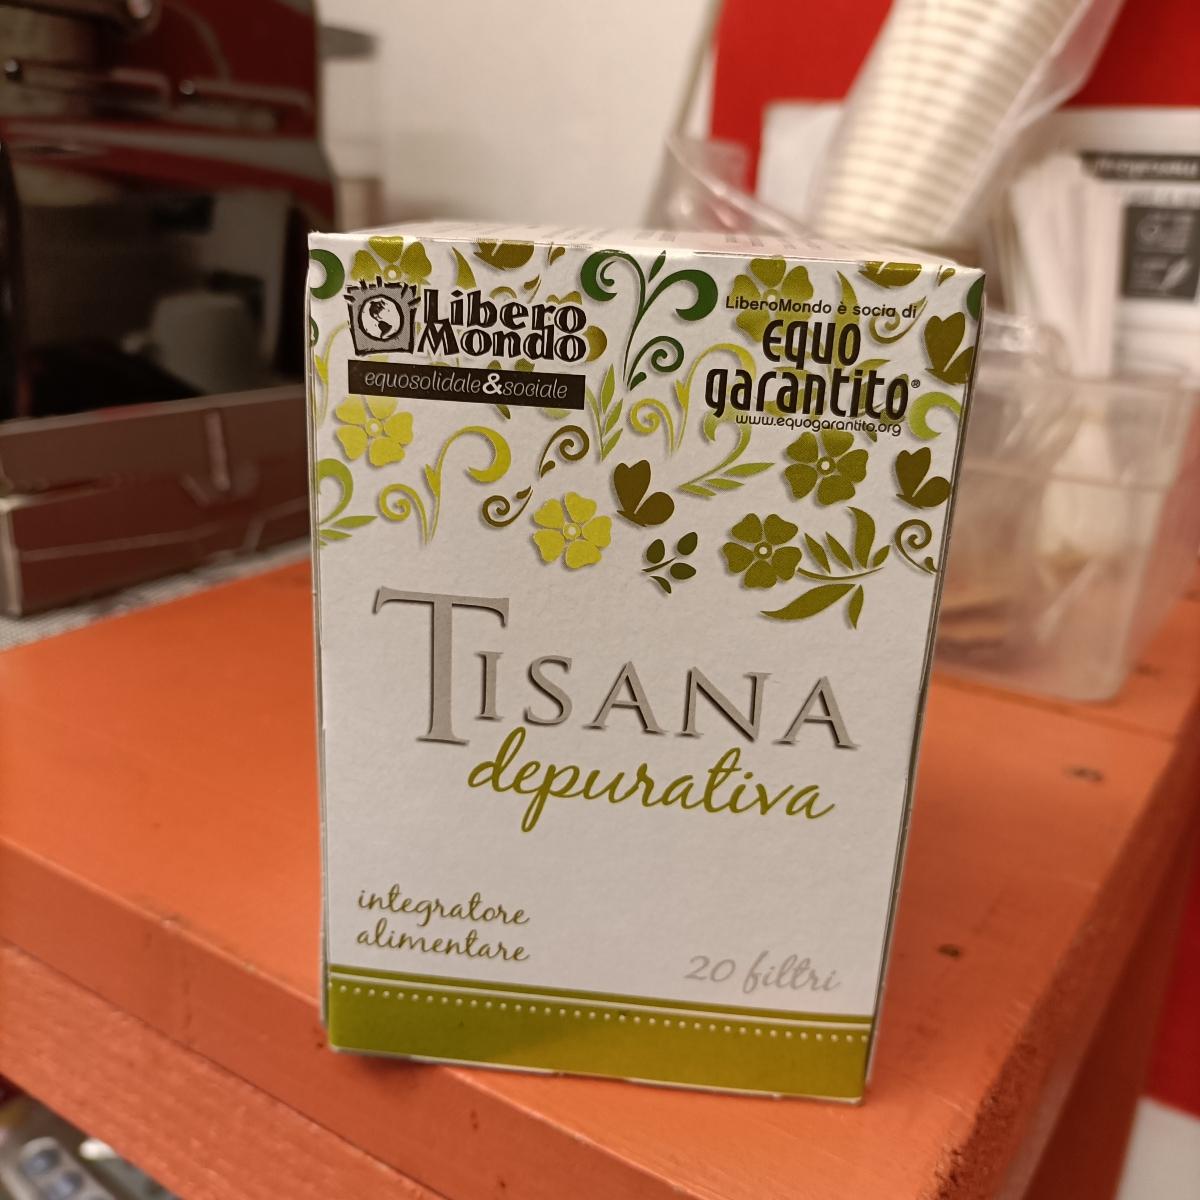 Libero
Mondo
equosolidale&sociale
LiberoMondo è socia di
EQUO
garantito®
www.equogarantito.org
TISANA
depurativa
integratore
alimentare
20 filtri